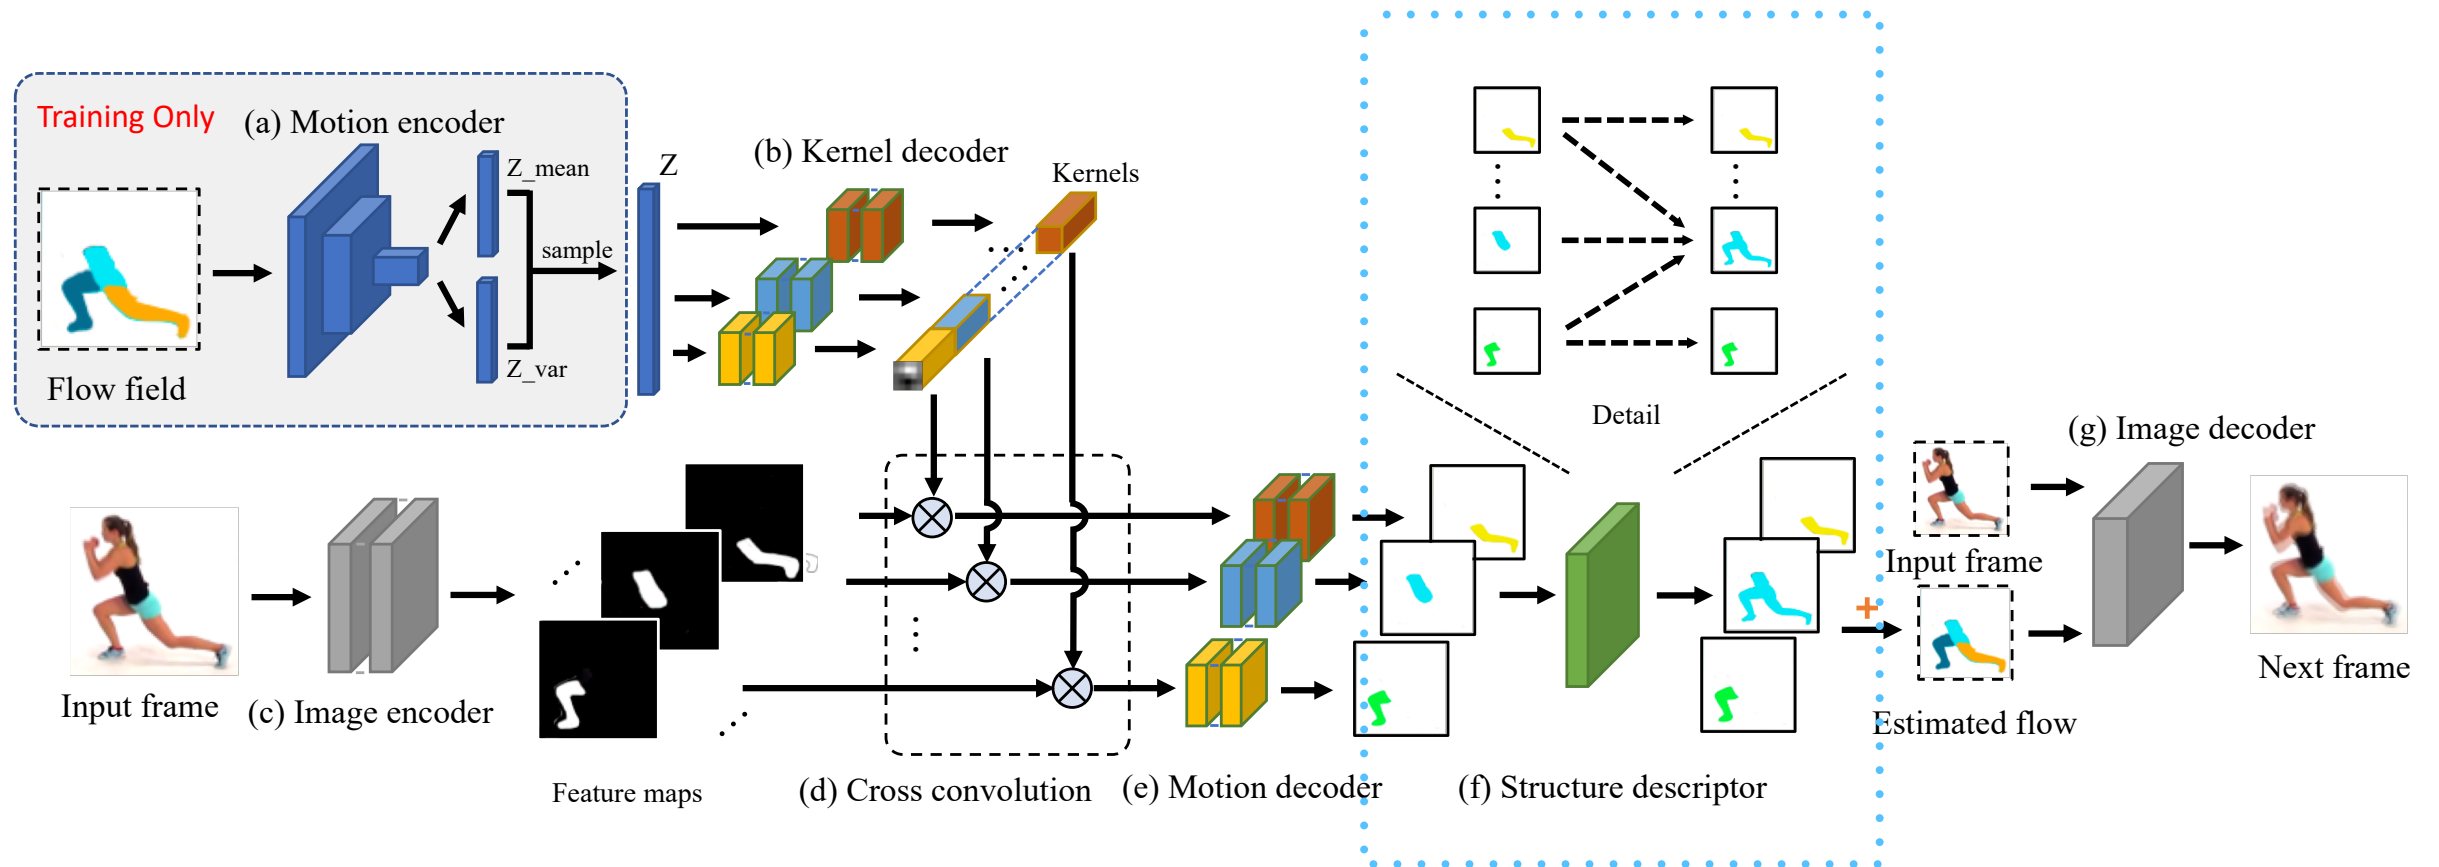 Training Only
(a) Motion encoder
Z_mean
sample
Z_var
Flow field
Z
(b) Kernel decoder
Kernels
Detail
Input frame
(c) Image encoder
Feature maps
(d) Cross convolution
(e) Motion decoder
(f) Structure descriptor
+
Input frame
Estimated flow
(g) Image decoder
Next frame